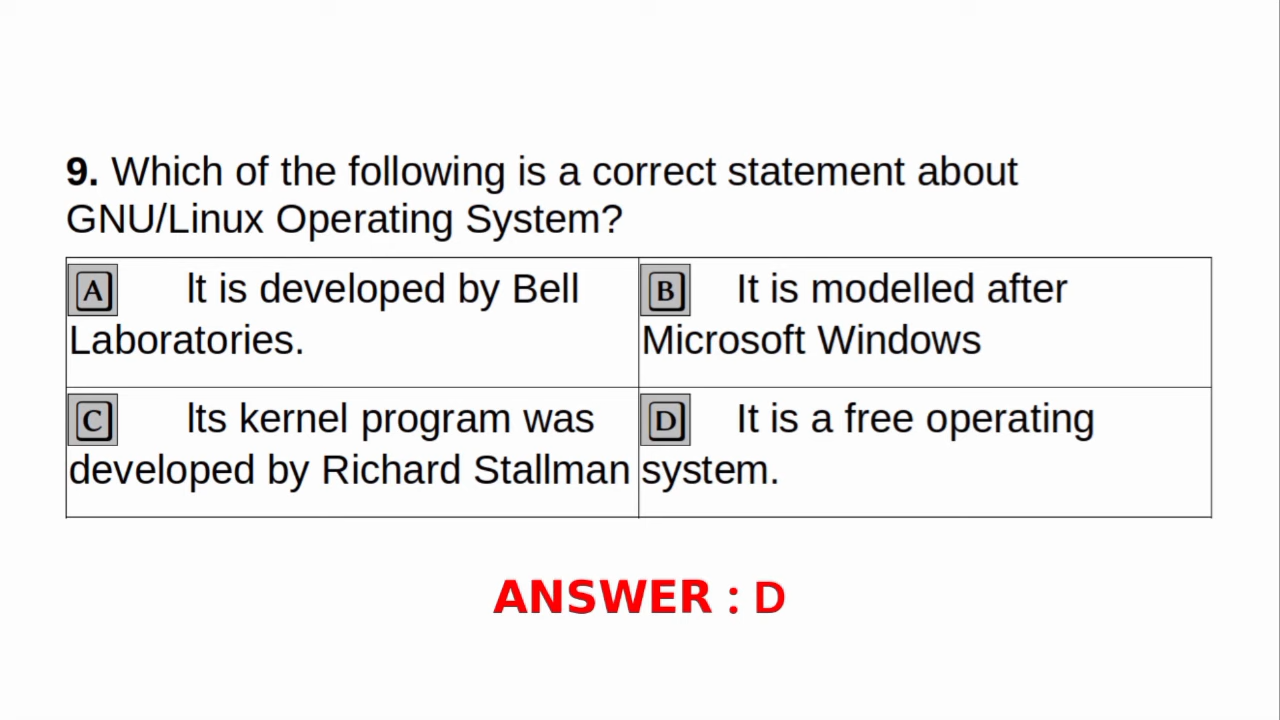 9. Which of the following is a correct statement about
GNU/Linux Operating System?
A It is developed by Bell
Laboratories.
B It is modelled after
Microsoft Windows
C Its kernel program was
developed by Richard Stallman
D It is a free operating
system.
ANSWER : D